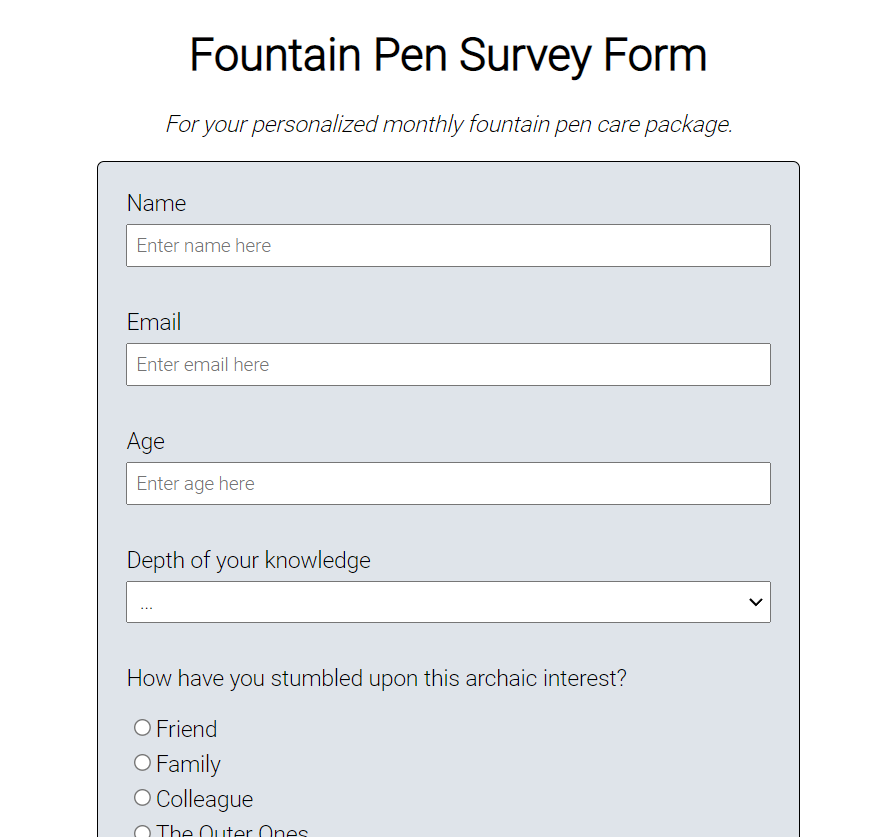 Fountain Pen Survey Form
For your personalized monthly fountain pen care package.
Name
Enter name here
Email
Enter email here
Age
Enter age here
Depth of your knowledge
...
How have you stumbled upon this archaic interest?
Friend
Family
Colleague
The Outer Ones